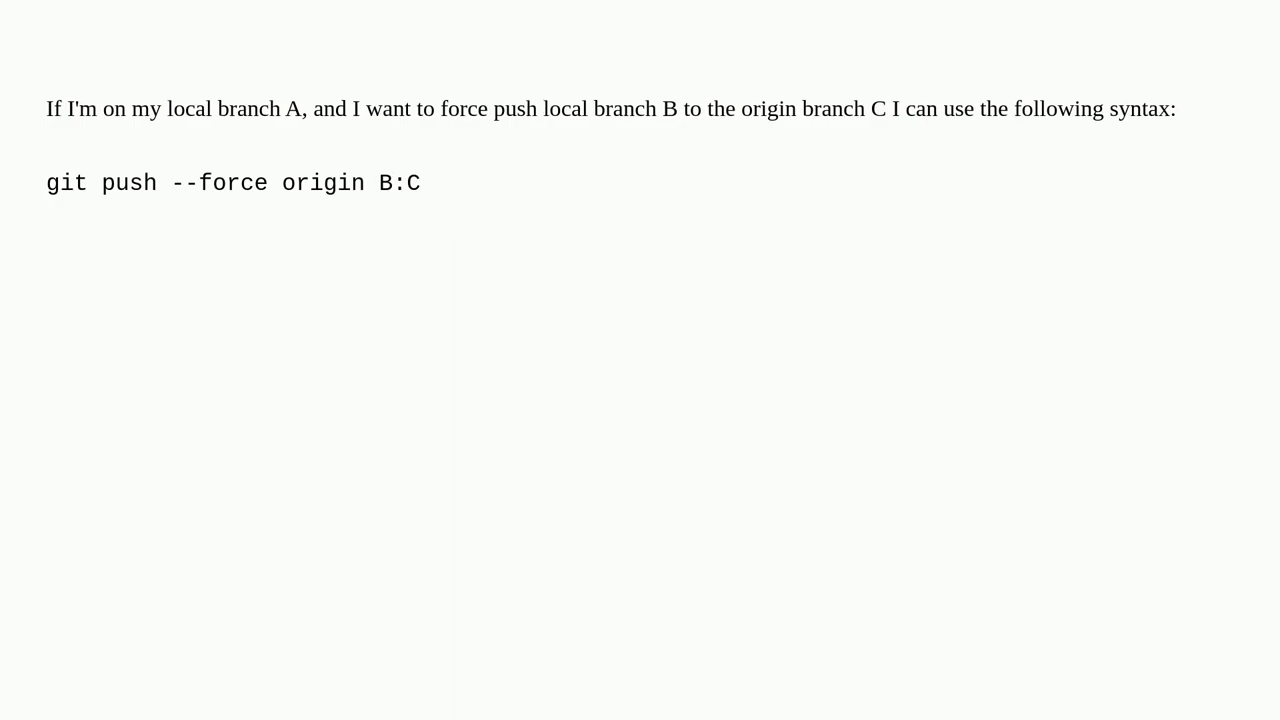 If I'm on my local branch A, and I want to force push local branch B to the origin branch C I can use the following syntax:
git push --force origin B:C